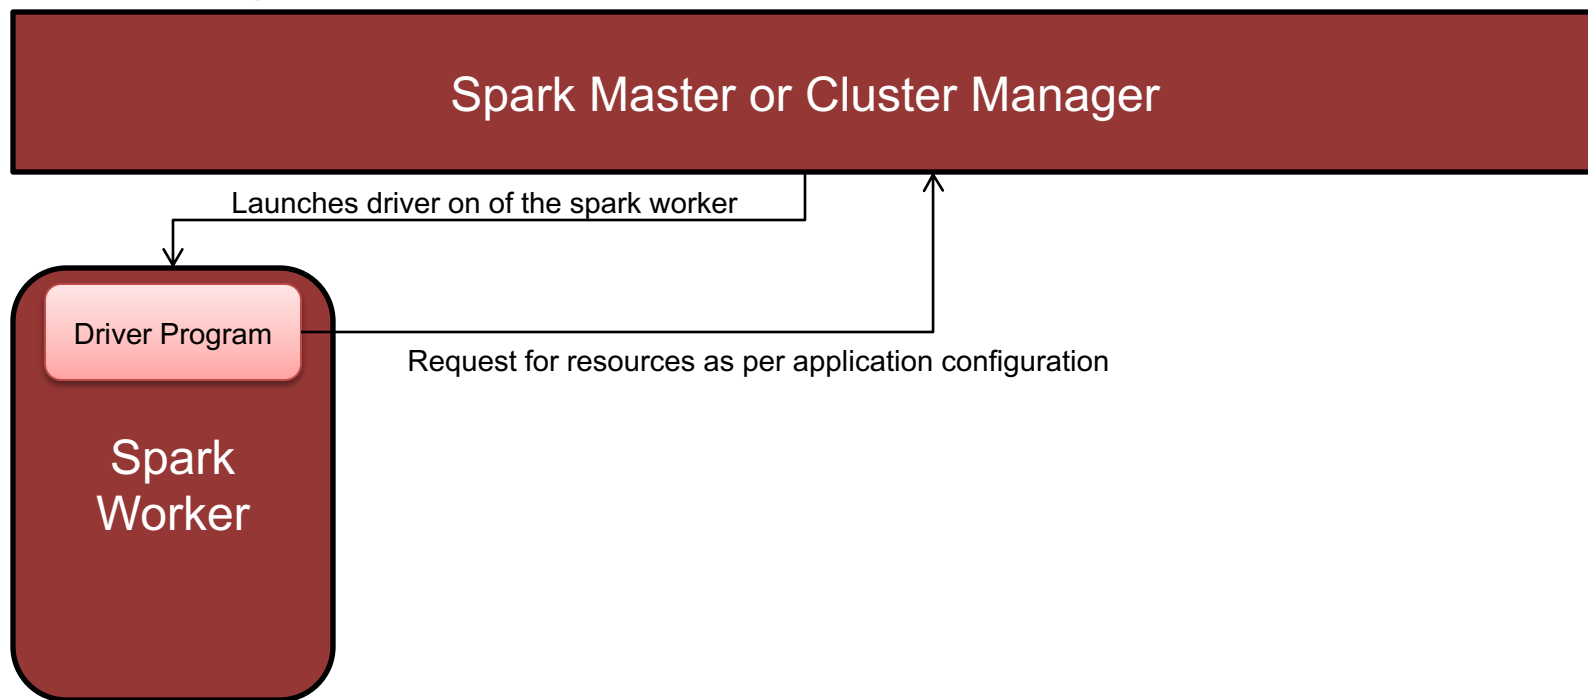 Spark Master or Cluster Manager
Launches driver on of the spark worker
Driver Program
Request for resources as per application configuration
Spark
Worker